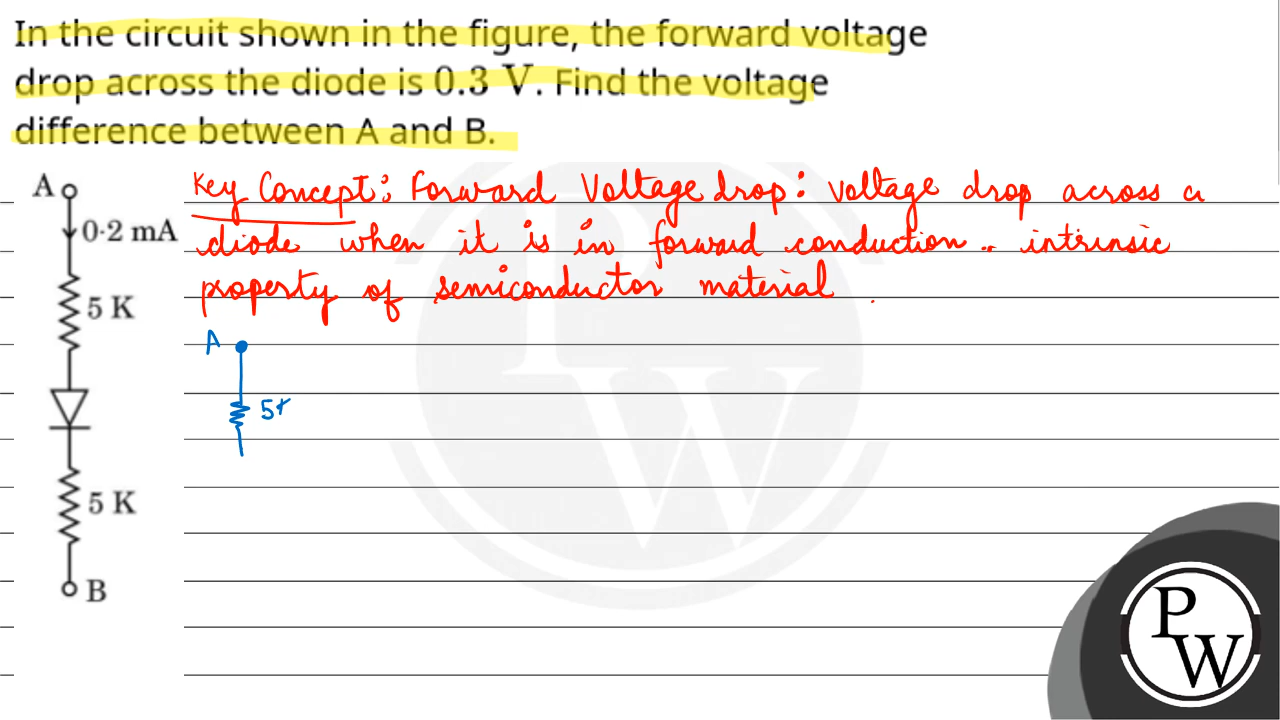 In the circuit shown in the figure, the forward voltage
drop across the diode is 0.3 V. Find the voltage
difference between A and B.
A
0·2 mA
5 K
5 K
B
Key Concept: Forward Voltage drop: voltage drop across a
diode when it is in forward conduction. intrinsic
property of semiconductor material.
A
5K
P
W
P
W